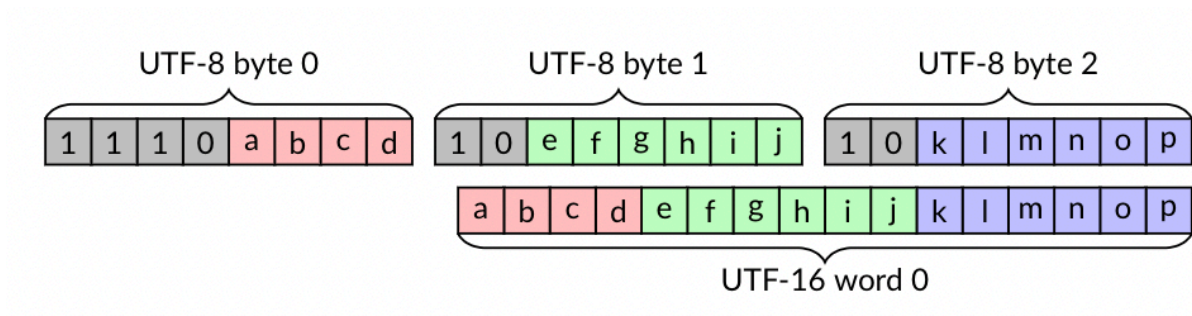 UTF-8 byte 0 UTF-8 byte 1 UTF-8 byte 2
1 1 1 0 a b c d 1 0 e f g h i j 1 0 k l m n o p
a b c d e f g h i j k l m n o p
UTF-16 word 0